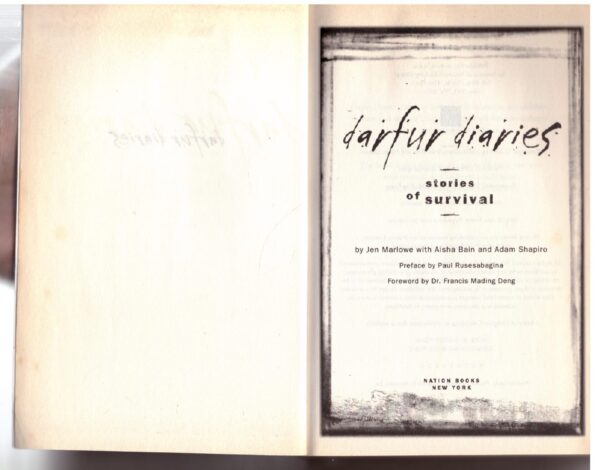 darfur diaries
stories
of survival
by Jen Marlowe with Aisha Bain and Adam Shapiro
Preface by Paul Rusesabagina
Foreword by Dr. Francis Mading Deng
NATION BOOKS
NEW YORK